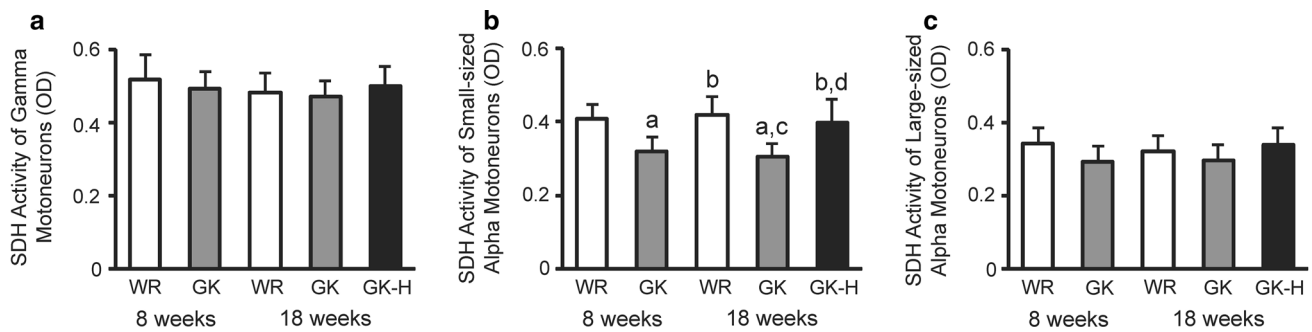 a
SDH Activity of Gamma
Motoneurons (OD)
0.6
0.4
0.2
0
WR GK WR GK GK-H
8 weeks 18 weeks
b
SDH Activity of Small-sized
Alpha Motoneurons (OD)
0.6
0.4
0.2
0
a
b
a,c
b,d
WR GK WR GK GK-H
8 weeks 18 weeks
c
SDH Activity of Large-sized
Alpha Motoneurons (OD)
0.6
0.4
0.2
0
WR GK WR GK GK-H
8 weeks 18 weeks